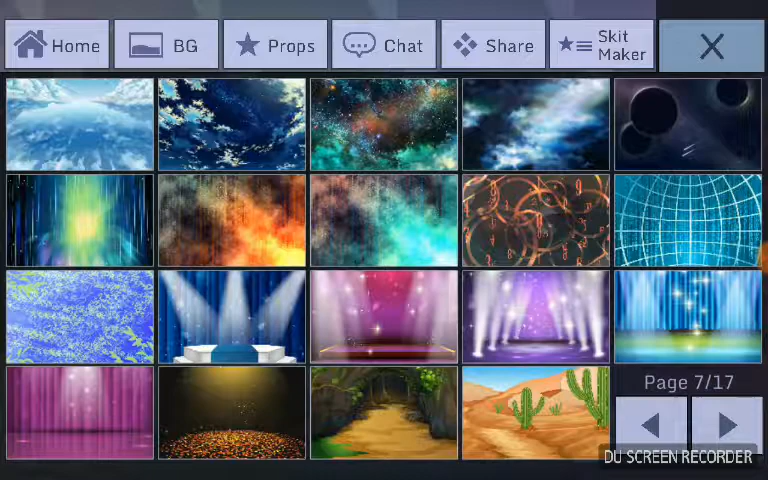 Home
BG
Props
Chat
Share
Skit
Maker
X
Page 7/17
DU SCREEN RECORDER